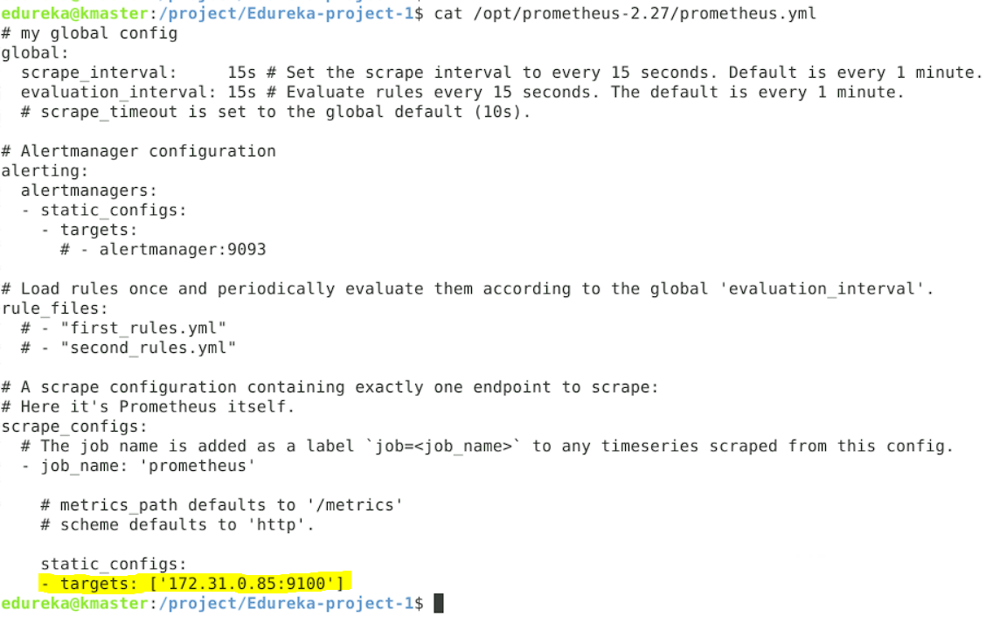 edureka@kmaster:/project/Edureka-project-1$ cat /opt/prometheus-2.27/prometheus.yml
# my global config
global:
  scrape_interval:     15s # Set the scrape interval to every 15 seconds. Default is every 1 minute.
  evaluation_interval: 15s # Evaluate rules every 15 seconds. The default is every 1 minute.
  # scrape_timeout is set to the global default (10s).

# Alertmanager configuration
alerting:
  alertmanagers:
  - static_configs:
    - targets:
      # - alertmanager:9093

# Load rules once and periodically evaluate them according to the global 'evaluation_interval'.
rule_files:
  # - "first_rules.yml"
  # - "second_rules.yml"

# A scrape configuration containing exactly one endpoint to scrape:
# Here it's Prometheus itself.
scrape_configs:
  # The job name is added as a label `job=<job_name>` to any timeseries scraped from this config.
  - job_name: 'prometheus'

    # metrics_path defaults to '/metrics'
    # scheme defaults to 'http'.

    static_configs:
    - targets: ['172.31.0.85:9100']
edureka@kmaster:/project/Edureka-project-1$